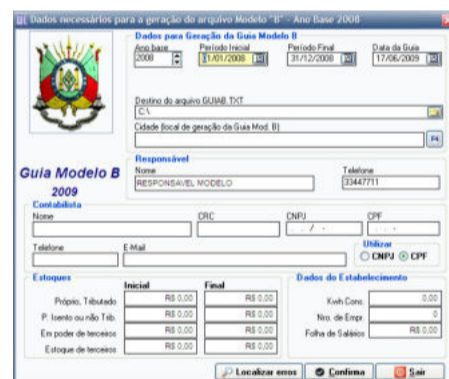 Dados necessários para a geração do arquivo Modelo "B" - Ano Base 2008
Dados para Geração da Guia Modelo B
Ano base Período Inicial Período Final Data da Guia
2008 01/01/2008 31/12/2008 17/06/2009
Destino do arquivo GUIAB.TXT
C:\
Cidade (local de geração da Guia Mod. B)
F4
Guia Modelo B
2009
Responsável
Nome Telefone
RESPONSAVEL MODELO 33447711
Contabilista
Nome CRC CNPJ CPF
. / - . . -
Telefone E-Mail Utilizar
CNPJ CPF
Estoques Dados do Estabelecimento
Inicial Final
Próprio, Tributado R$ 0,00 R$ 0,00 Kwh Cons. 0,00
P. Isento ou não Trib. R$ 0,00 R$ 0,00 Nro. de Empr. 0
Em poder de terceiros R$ 0,00 R$ 0,00 Folha de Salários R$ 0,00
Estoque de terceiros R$ 0,00 R$ 0,00
Localizar erros Confirma Sair